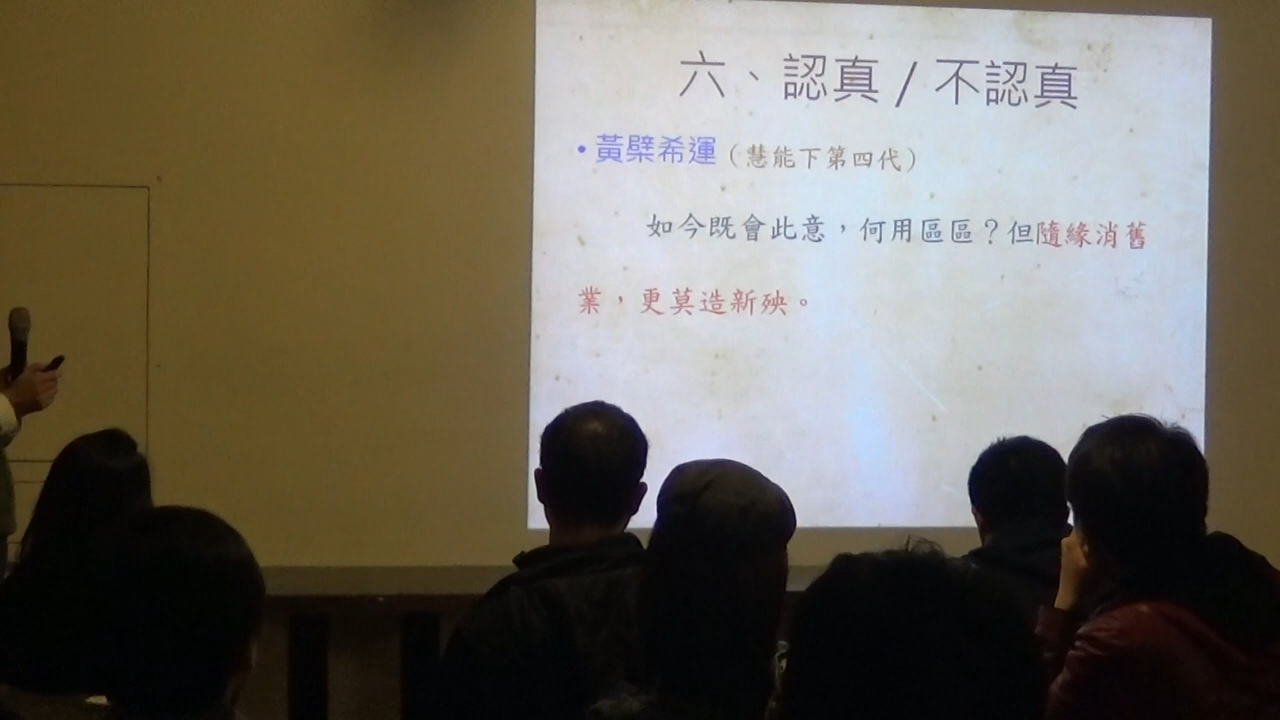 六、認真 / 不認真
• 黃檗希運（慧能下第四代）
如今既會此意，何用區區？但隨緣消舊
業，更莫造新殃。